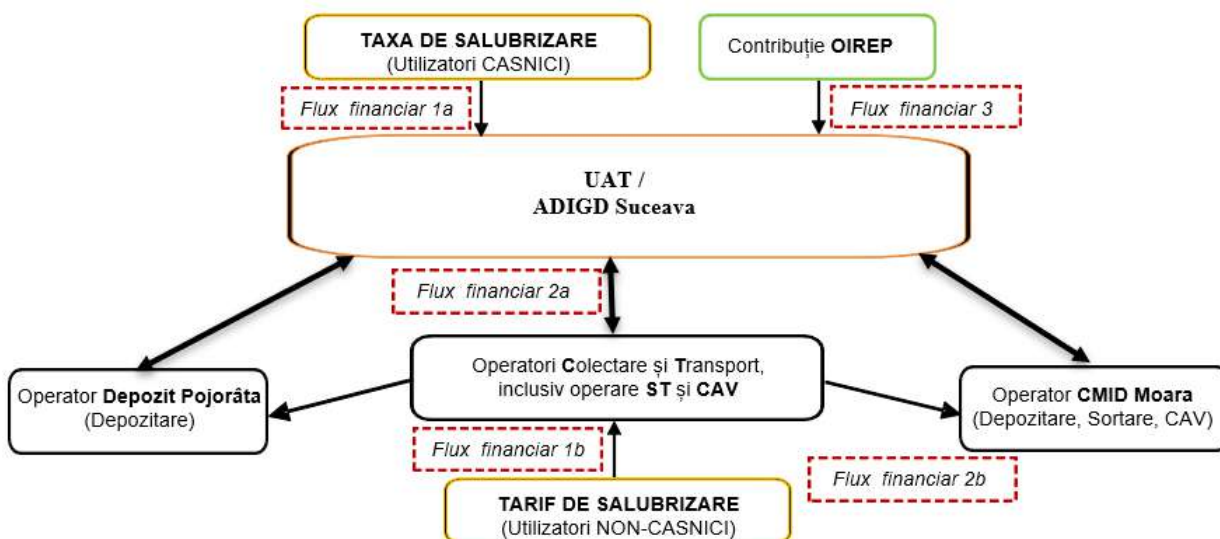 TAXA DE SALUBRIZARE
(Utilizatori CASNICI)
Contribuție OIREP
Flux financiar 1a
Flux financiar 3
UAT /
ADIGD Suceava
Flux financiar 2a
Operator Depozit Pojorâta
(Depozitare)
Operatori Colectare și Transport,
inclusiv operare ST și CAV
Operator CMID Moara
(Depozitare, Sortare, CAV)
Flux financiar 1b
Flux financiar 2b
TARIF DE SALUBRIZARE
(Utilizatori NON-CASNICI)